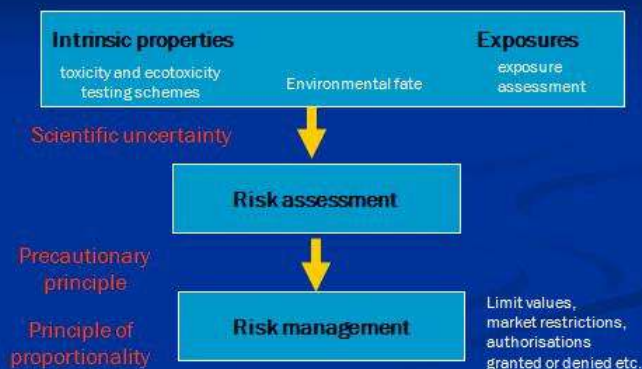 Intrinsic properties
Exposures
toxicity and ecotoxicity
testing schemes
Environmental fate
exposure
assessment
Scientific uncertainty
Risk assessment
Precautionary
principle
Principle of
proportionality
Risk management
Limit values,
market restrictions,
authorisations
granted or denied etc.